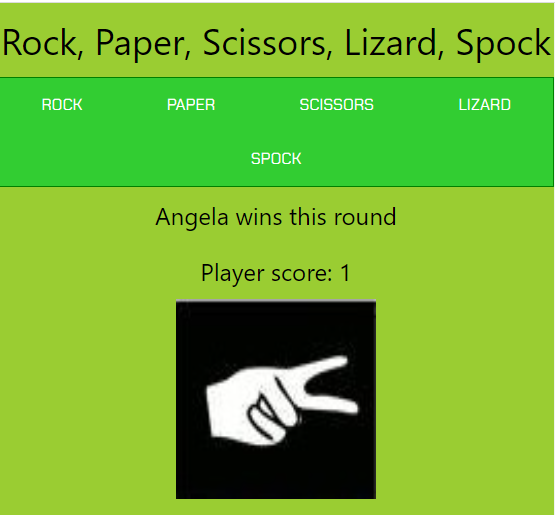 Rock, Paper, Scissors, Lizard, Spock
ROCK PAPER SCISSORS LIZARD
SPOCK
Angela wins this round
Player score: 1